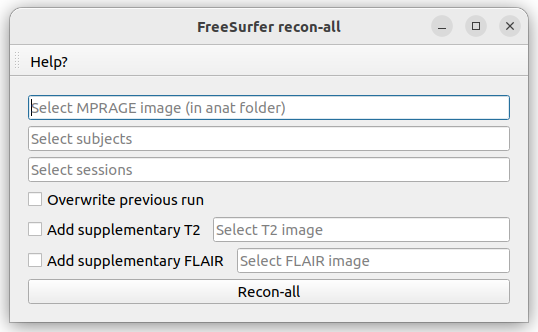 FreeSurfer recon-all
Help?
Select MPRAGE image (in anat folder)
Select subjects
Select sessions
Overwrite previous run
Add supplementary T2 Select T2 image
Add supplementary FLAIR Select FLAIR image
Recon-all